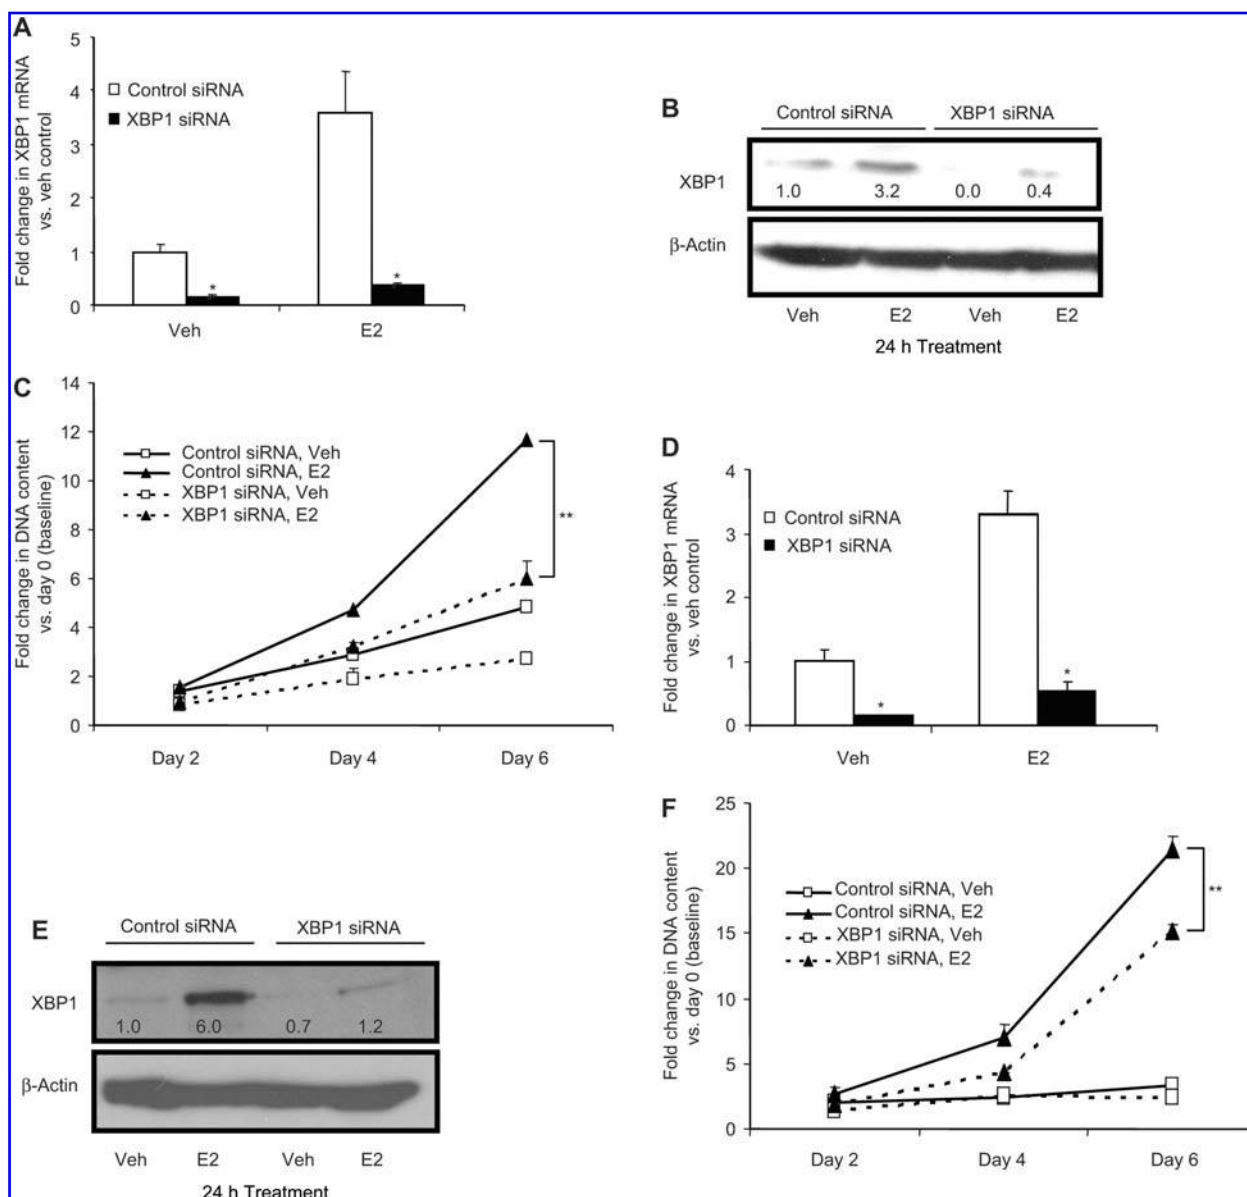 A
Fold change in XBP1 mRNA
vs. veh control
5
4
3
2
1
0
Control siRNA
XBP1 siRNA
*
*
Veh
E2
B
Control siRNA
XBP1 siRNA
XBP1
1.0
3.2
0.0
0.4
β-Actin
Veh
E2
Veh
E2
24 h Treatment
C
Fold change in DNA content
vs. day 0 (baseline)
14
12
10
8
6
4
2
0
Control siRNA, Veh
Control siRNA, E2
XBP1 siRNA, Veh
XBP1 siRNA, E2
**
Day 2
Day 4
Day 6
D
Fold change in XBP1 mRNA
vs. veh control
4
3
2
1
0
Control siRNA
XBP1 siRNA
*
*
Veh
E2
E
Control siRNA
XBP1 siRNA
XBP1
1.0
6.0
0.7
1.2
β-Actin
Veh
E2
Veh
E2
24 h Treatment
F
Fold change in DNA content
vs. day 0 (baseline)
25
20
15
10
5
0
Control siRNA, Veh
Control siRNA, E2
XBP1 siRNA, Veh
XBP1 siRNA, E2
**
Day 2
Day 4
Day 6